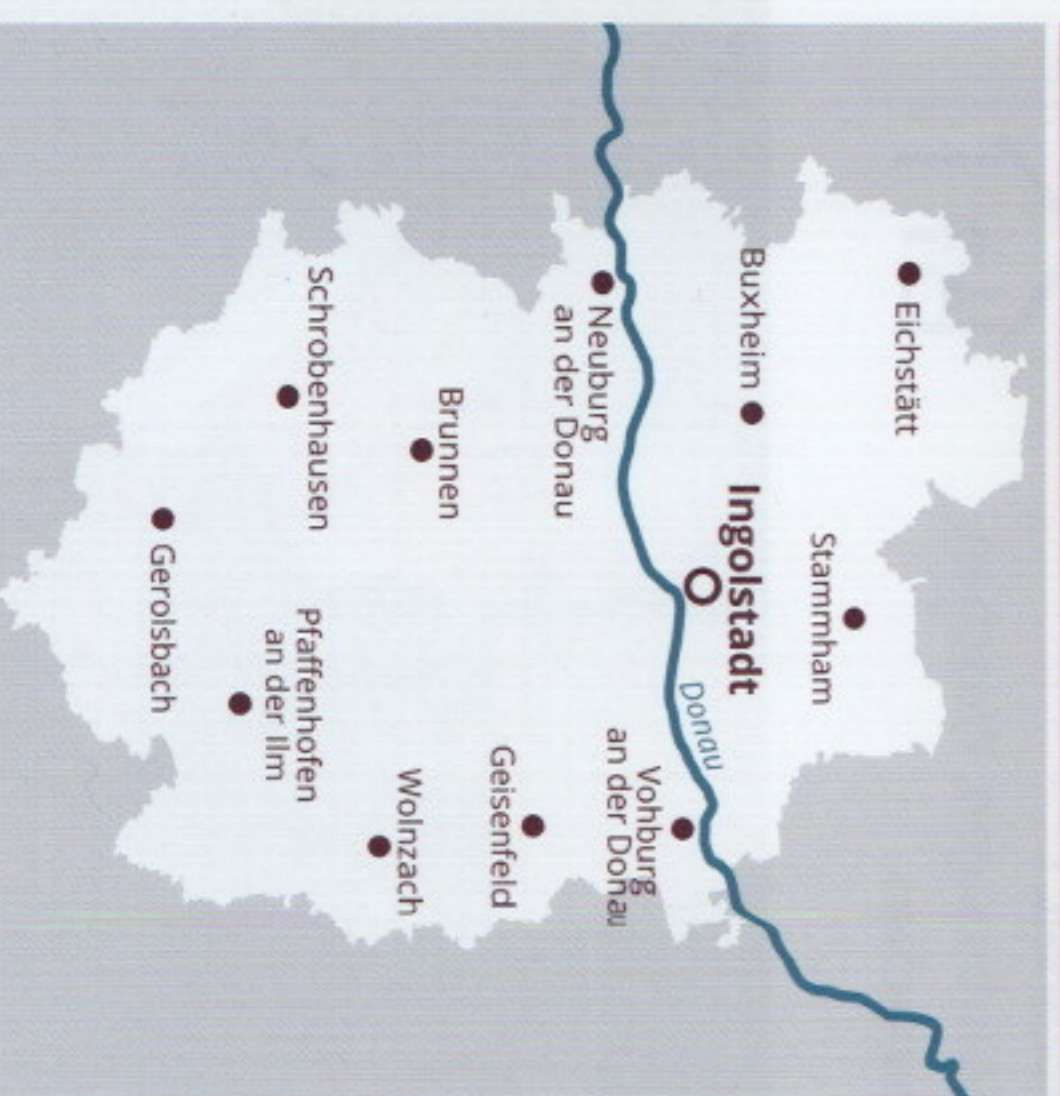 Eichstätt
Stammham
Buxheim
Ingolstadt
Donau
Neuburg
an der Donau
Vohburg
an der Donau
Geisenfeld
Brunnen
Wolnzach
Schrobenhausen
Pfaffenhofen
an der Ilm
Gerolsbach